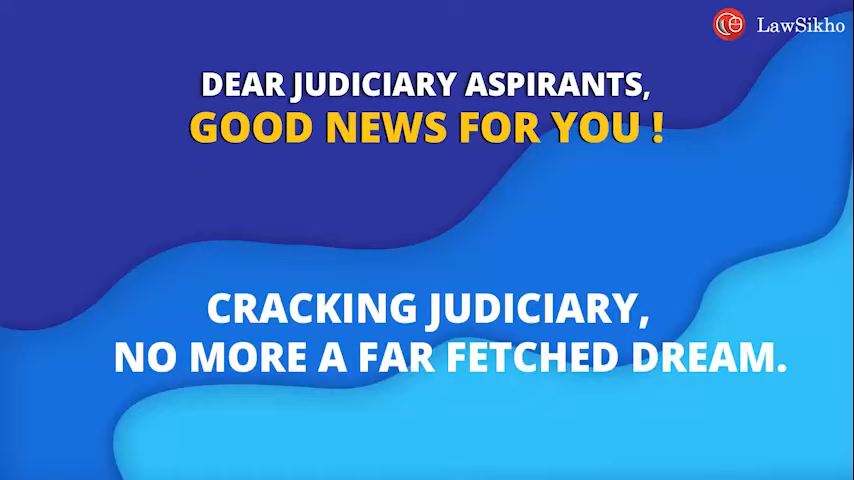 LawSikho
DEAR JUDICIARY ASPIRANTS,
GOOD NEWS FOR YOU !
CRACKING JUDICIARY,
NO MORE A FAR FETCHED DREAM.